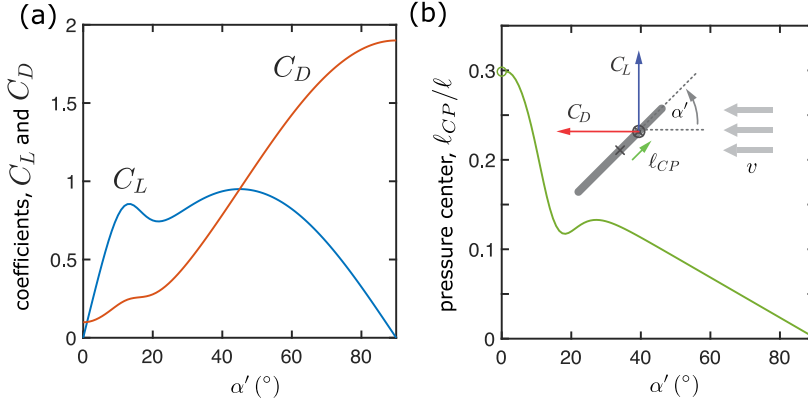 (a)
coefficients, C_L and C_D
2
1.5
1
0.5
0
0 20 40 60 80
α′ (°)
C_L
C_D
(b)
pressure center, ℓ_CP/ℓ
0.3
0.2
0.1
0
0 20 40 60 80
α′ (°)
C_L
C_D
α′
ℓ_CP
v